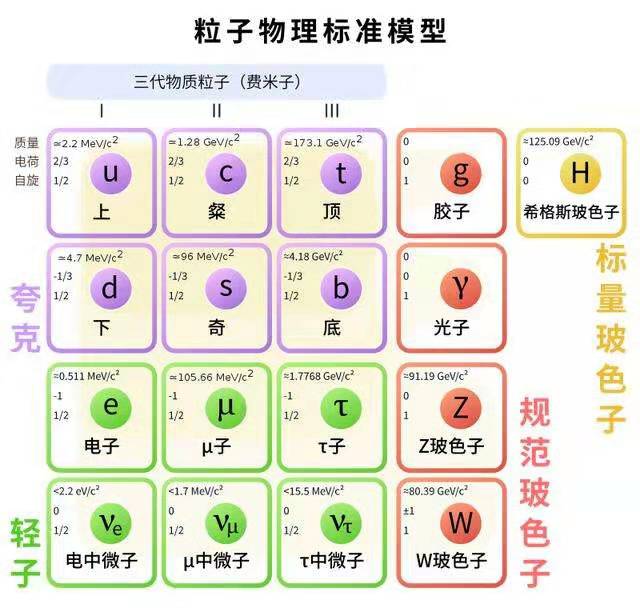 粒子物理标准模型
三代物质粒子（费米子）
I II III
质量
电荷
自旋
≃2.2 MeV/c²
2/3
1/2
u
上
≃1.28 GeV/c²
2/3
1/2
c
粲
≃173.1 GeV/c²
2/3
1/2
t
顶
0
0
1
g
胶子
≃125.09 GeV/c²
0
0
H
希格斯玻色子
≃4.7 MeV/c²
-1/3
1/2
d
下
≃96 MeV/c²
-1/3
1/2
s
奇
≃4.18 GeV/c²
-1/3
1/2
b
底
0
0
1
γ
光子
≃0.511 MeV/c²
-1
1/2
e
电子
≃105.66 MeV/c²
-1
1/2
μ
μ子
≃1.7768 GeV/c²
-1
1/2
τ
τ子
≃91.19 GeV/c²
0
1
Z
Z玻色子
<2.2 eV/c²
0
1/2
νe
电中微子
<1.7 MeV/c²
0
1/2
νμ
μ中微子
<15.5 MeV/c²
0
1/2
ντ
τ中微子
≃80.39 GeV/c²
±1
1
W
W玻色子
夸克
轻子
标量玻色子
规范玻色子